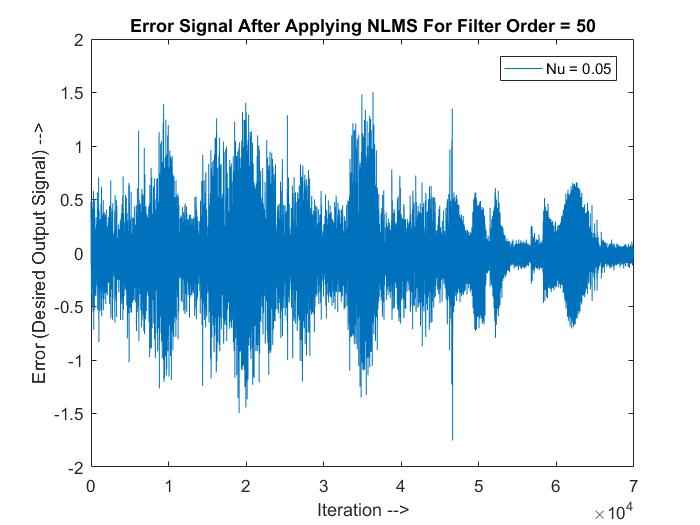 Error Signal After Applying NLMS For Filter Order = 50
2
1.5
1
0.5
0
-0.5
-1
-1.5
-2
Error (Desired Output Signal) -->
Nu = 0.05
0 1 2 3 4 5 6 7
Iteration -->
×10^4